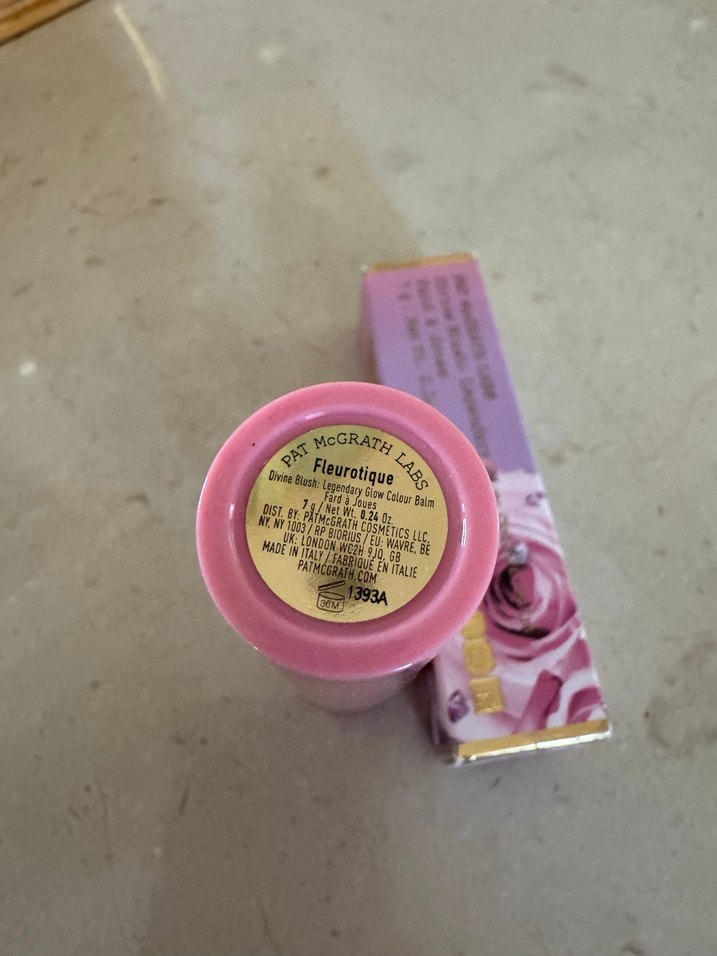 PAT McGRATH LABS
Fleurotique
Divine Blush: Legendary Glow Colour Balm
Fard à Joues
7 g / Net Wt. 0.24 Oz.
DIST. BY: PATMcGRATH COSMETICS LLC,
NY, NY 1003 / RP BIORIUS / EU: WAVRE, BE
UK: LONDON WC2H 9JQ, GB
MADE IN ITALY / FABRIQUÉ EN ITALIE
PATMCGRATH.COM
36M 1393A